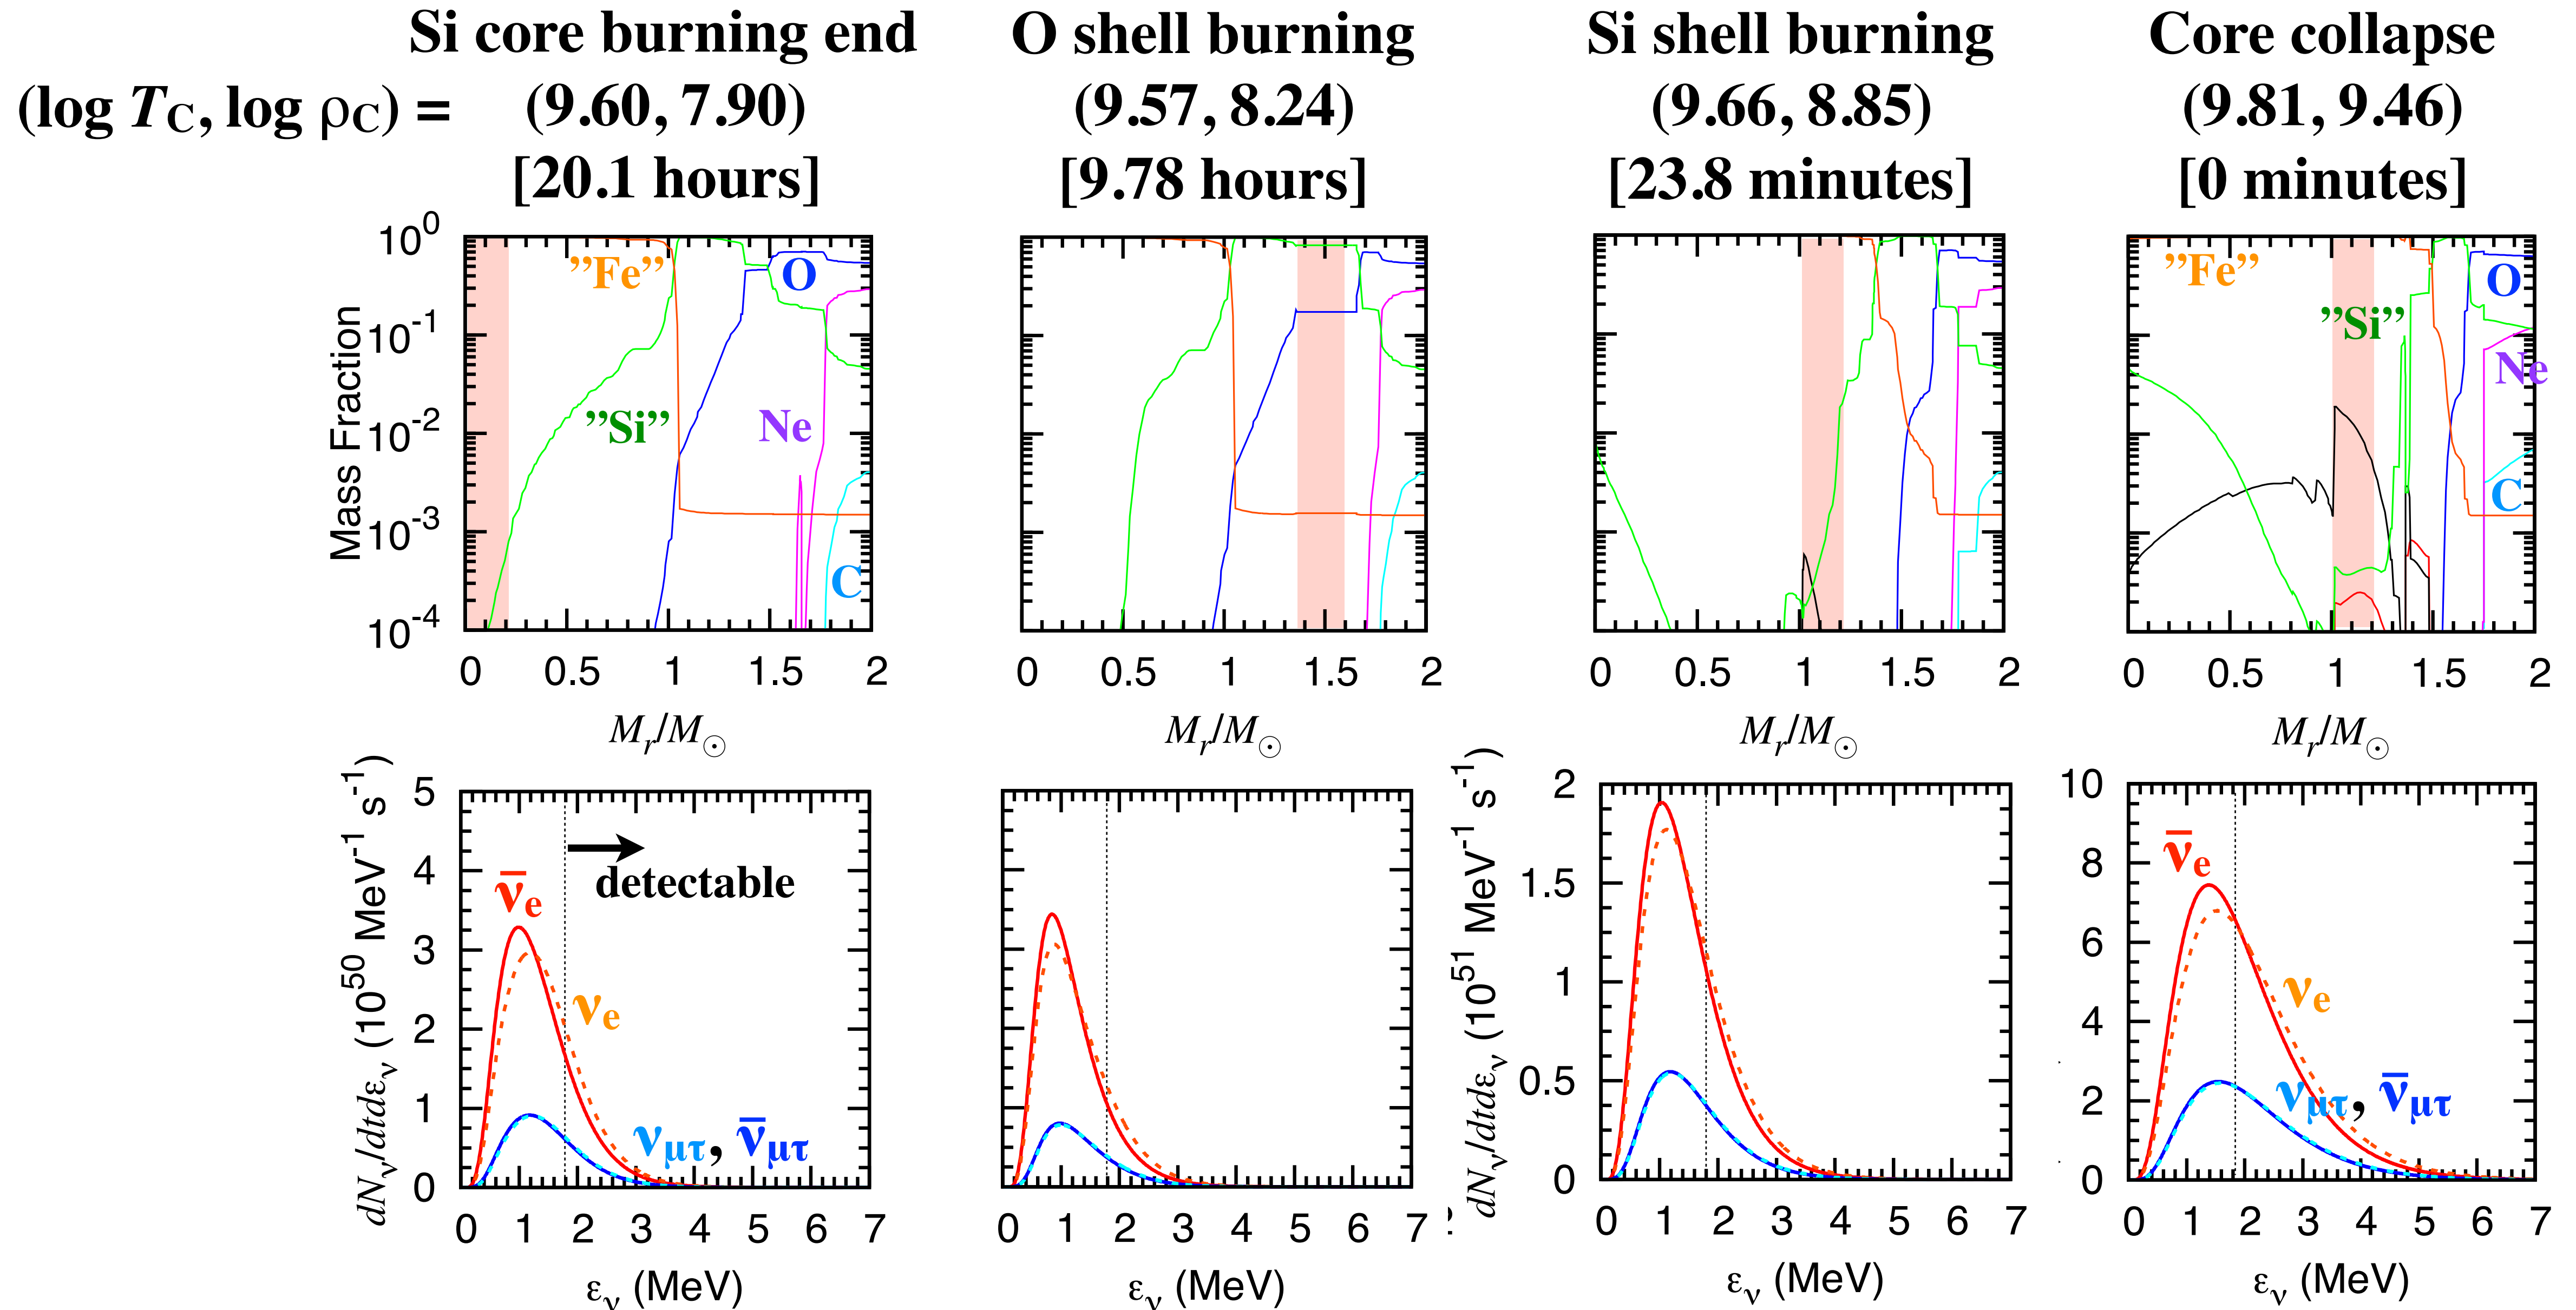 Si core burning end
O shell burning
Si shell burning
Core collapse
(log TC, log ρC) = (9.60, 7.90)
(9.57, 8.24)
(9.66, 8.85)
(9.81, 9.46)
[20.1 hours]
[9.78 hours]
[23.8 minutes]
[0 minutes]
Mass Fraction
10^0
10^-1
10^-2
10^-3
10^-4
”Fe”
O
”Si”
Ne
C
0 0.5 1 1.5 2
Mr/M☉
0 0.5 1 1.5 2
Mr/M☉
0 0.5 1 1.5 2
Mr/M☉
”Fe”
O
”Si”
Ne
C
0 0.5 1 1.5 2
Mr/M☉
dNν/dtdεν (10^50 MeV^-1 s^-1)
5
4
3
2
1
0
ν̄e
detectable
νe
νμτ, ν̄μτ
0 1 2 3 4 5 6 7
εν (MeV)
0 1 2 3 4 5 6 7
εν (MeV)
dNν/dtdεν (10^51 MeV^-1 s^-1)
2
1.5
1
0.5
0
0 1 2 3 4 5 6 7
εν (MeV)
10
8
6
4
2
0
ν̄e
νe
νμτ, ν̄μτ
0 1 2 3 4 5 6 7
εν (MeV)